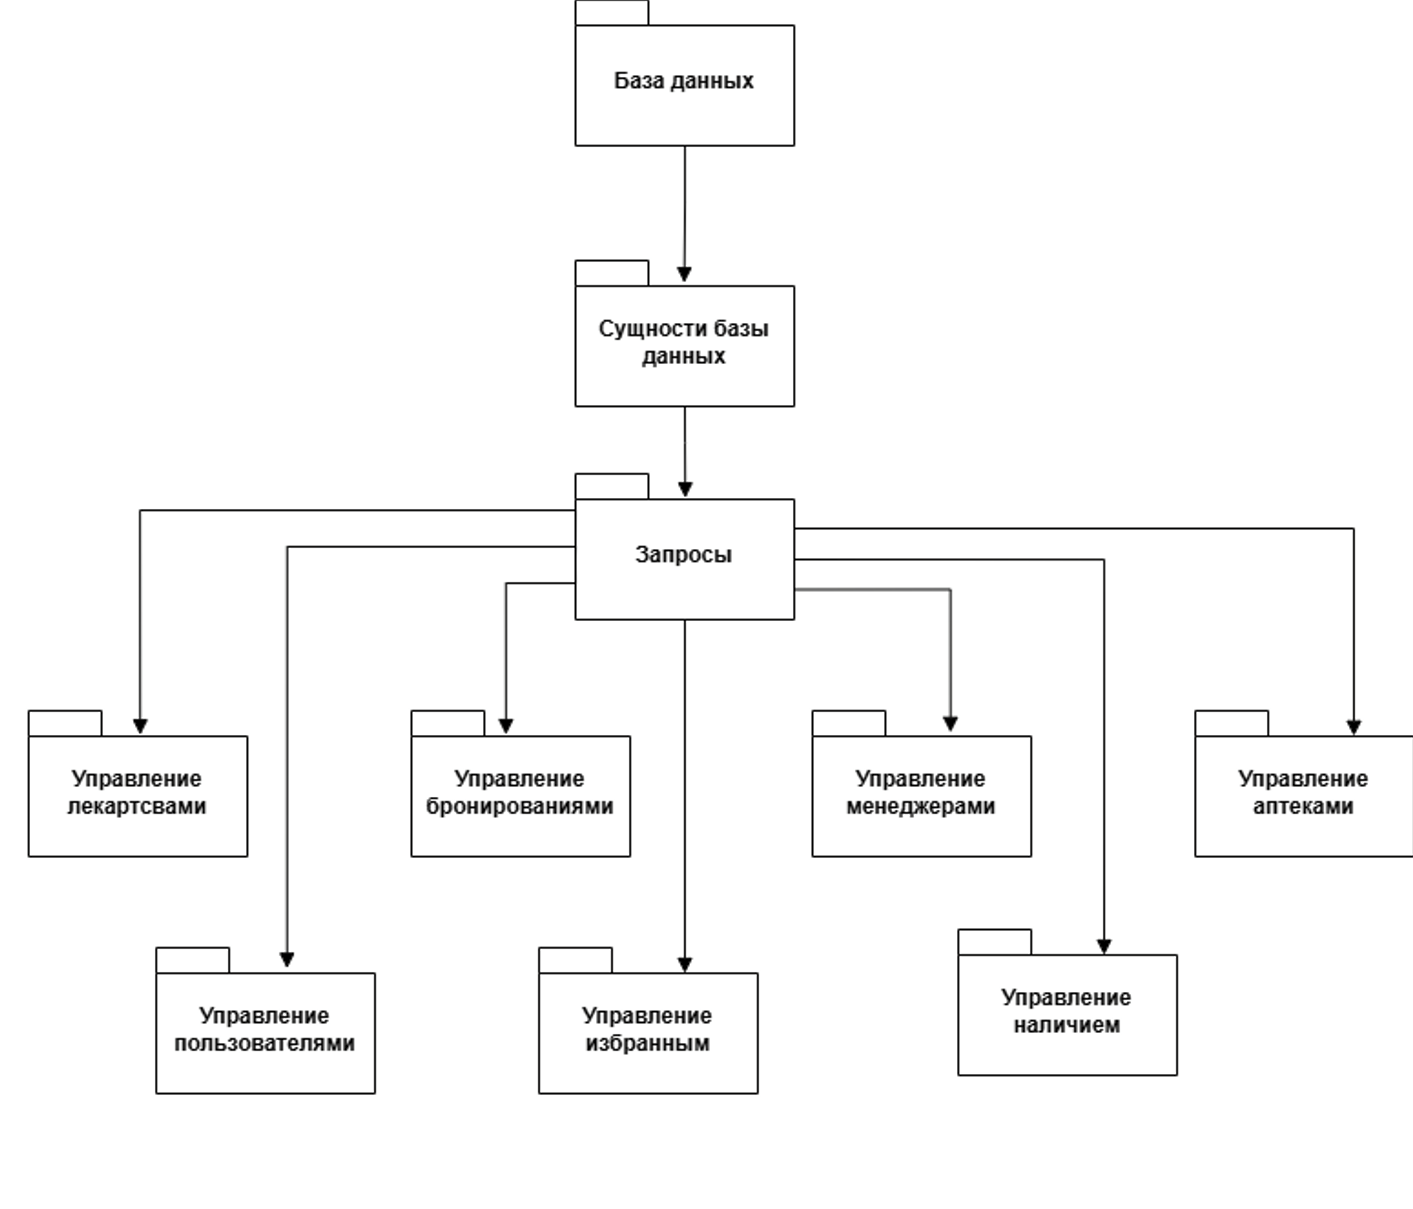 База данных
Сущности базы
данных
Запросы
Управление
лекартсвами
Управление
бронированиями
Управление
менеджерами
Управление
аптеками
Управление
пользователями
Управление
избранным
Управление
наличием